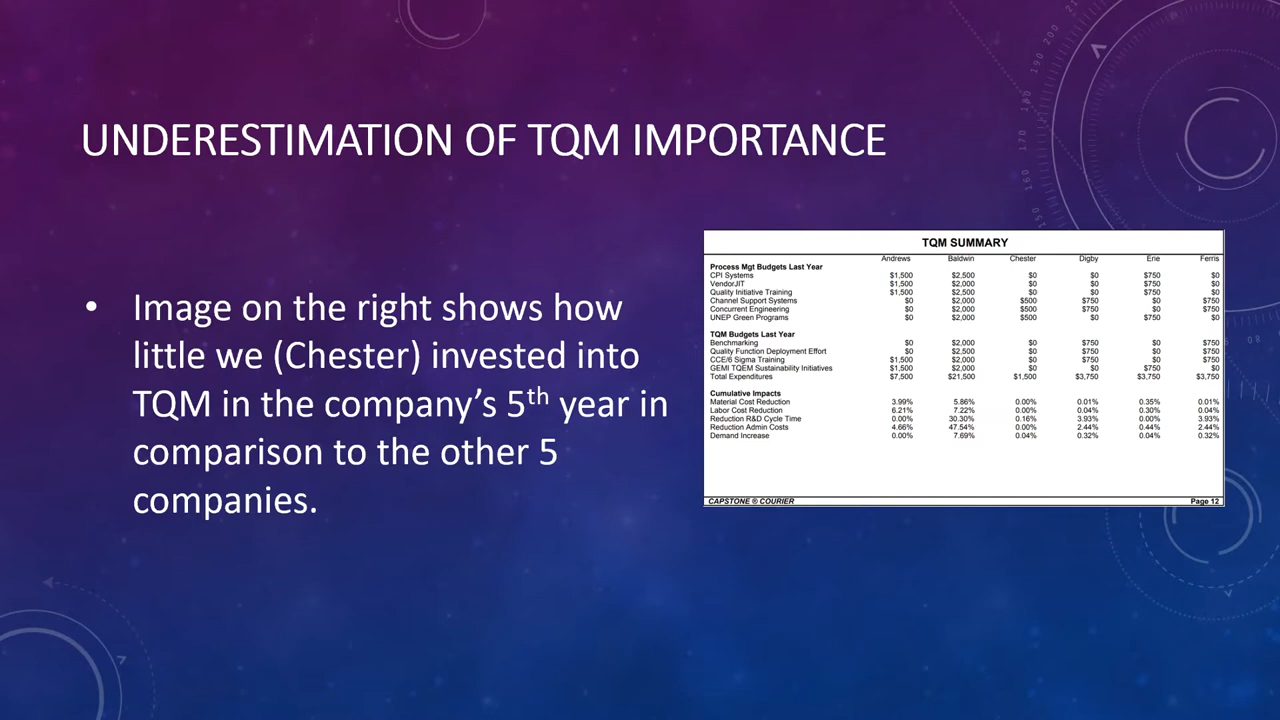 UNDERESTIMATION OF TQM IMPORTANCE
• Image on the right shows how
little we (Chester) invested into
TQM in the company’s 5th year in
comparison to the other 5
companies.
TQM SUMMARY
Andrews Baldwin Chester Digby Erie Ferris
Process Mgt Budgets Last Year
CPI Systems $1,500 $2,500 $0 $0 $750 $0
VendorJIT $1,500 $2,000 $0 $0 $750 $0
Quality Initiative Training $1,500 $2,500 $0 $0 $750 $0
Channel Support Systems $0 $2,000 $500 $750 $0 $750
Concurrent Engineering $0 $2,000 $500 $750 $0 $750
UNEP Green Programs $0 $2,000 $500 $0 $750 $0
TQM Budgets Last Year
Benchmarking $0 $2,000 $0 $750 $0 $750
Quality Function Deployment Effort $0 $2,500 $0 $750 $0 $750
CCE/6 Sigma Training $1,500 $2,000 $0 $750 $0 $750
GEMI TQEM Sustainability Initiatives $1,500 $2,000 $0 $0 $750 $0
Total Expenditures $7,500 $21,500 $1,500 $3,750 $3,750 $3,750
Cumulative Impacts
Material Cost Reduction 3.99% 5.86% 0.00% 0.01% 0.35% 0.01%
Labor Cost Reduction 6.21% 7.22% 0.00% 0.04% 0.30% 0.04%
Reduction R&D Cycle Time 0.00% 30.30% 0.16% 3.93% 0.00% 3.93%
Reduction Admin Costs 4.66% 47.54% 0.00% 2.44% 0.44% 2.44%
Demand Increase 0.00% 7.69% 0.04% 0.32% 0.04% 0.32%
CAPSTONE ® COURIER Page 12
200
190
180
170
160
150